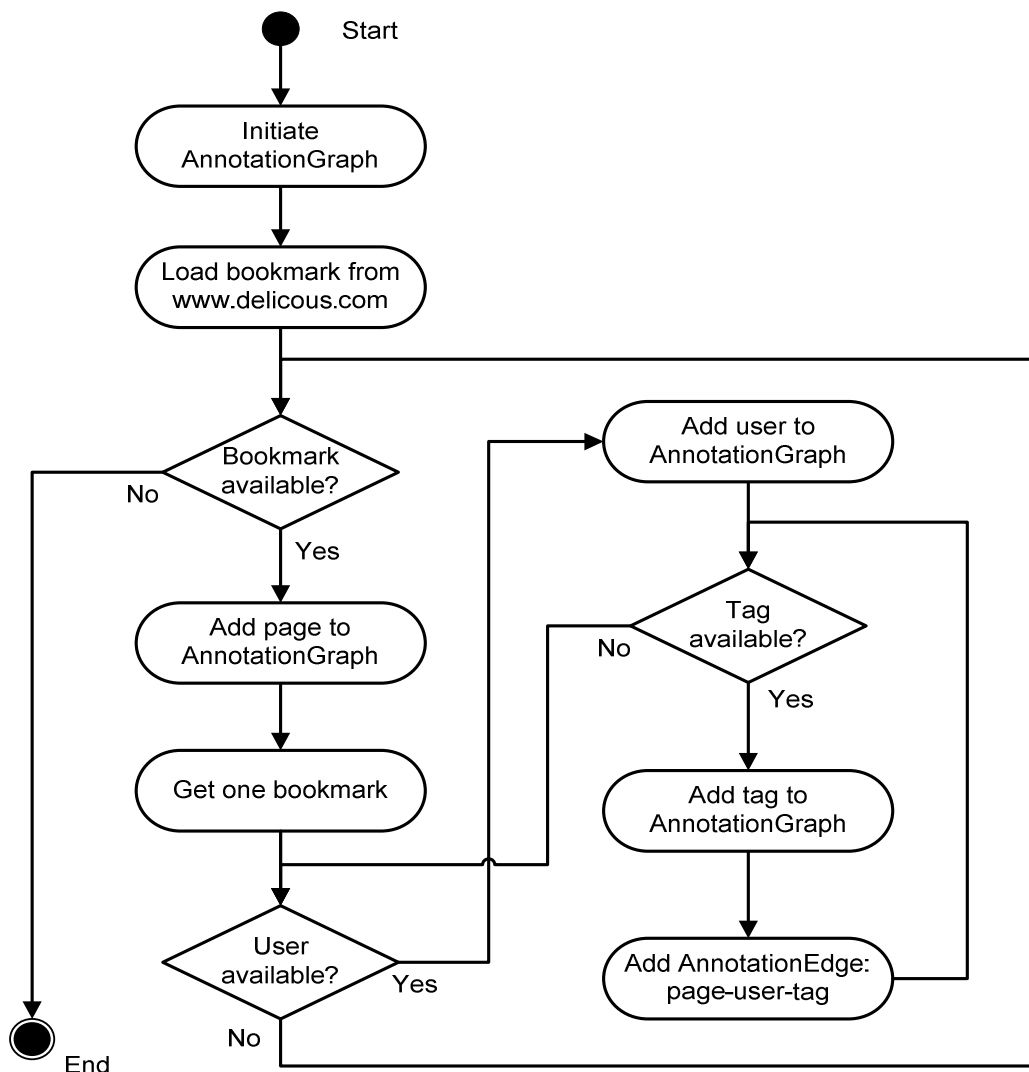 Start
Initiate
AnnotationGraph
Load bookmark from
www.delicous.com
Bookmark
available?
No
Yes
Add page to
AnnotationGraph
Get one bookmark
User
available?
Yes
No
End
Add user to
AnnotationGraph
Tag
available?
No
Yes
Add tag to
AnnotationGraph
Add AnnotationEdge:
page-user-tag